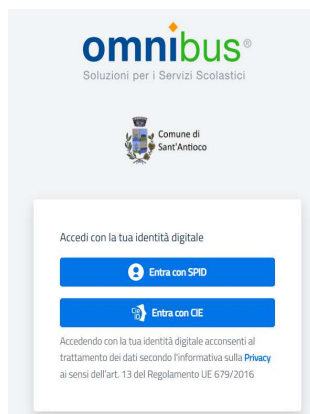 omnibus®
Soluzioni per i Servizi Scolastici
Comune di
Sant'Antioco
Accedi con la tua identità digitale
Entra con SPID
Entra con CIE
Accedendo con la tua identità digitale acconsenti al
trattamento dei dati secondo l'informativa sulla Privacy
ai sensi dell'art. 13 del Regolamento UE 679/2016